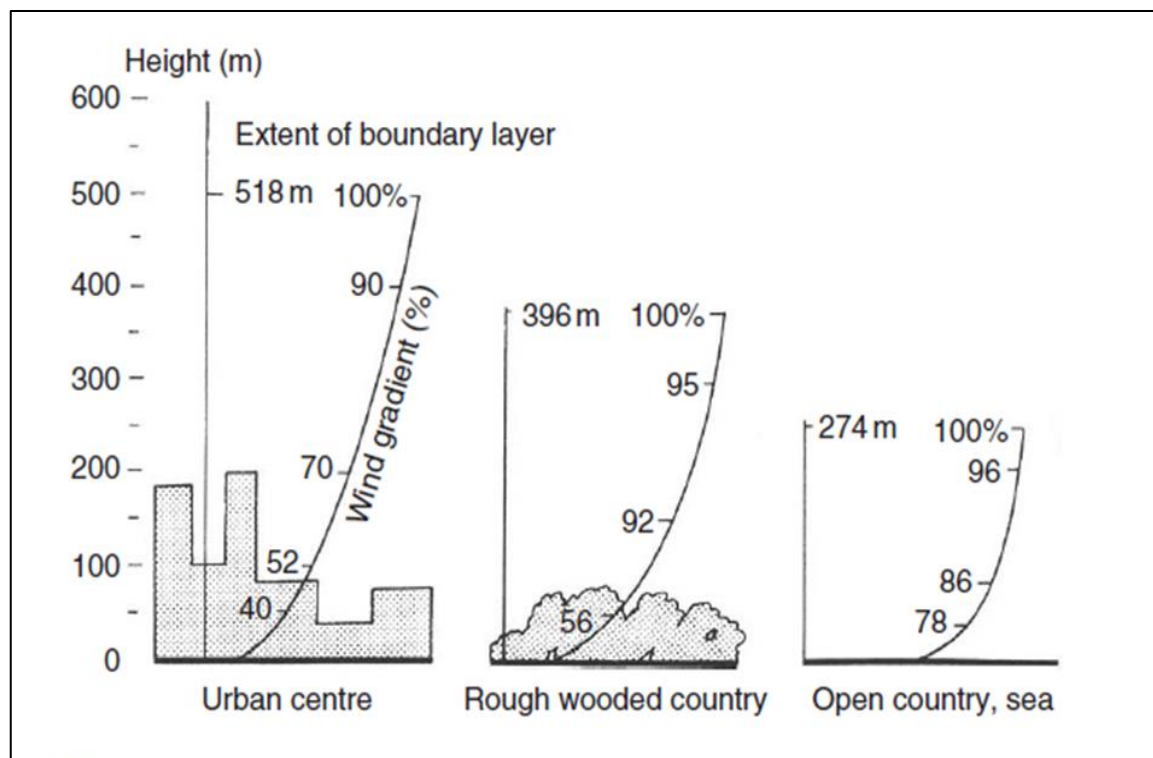 Height (m)
600
Extent of boundary layer
500
518 m 100%
400
90
Wind gradient (%)
396 m 100%
300
95
274 m 100%
200
70
96
92
100
52
86
40
56
78
0
Urban centre
Rough wooded country
Open country, sea